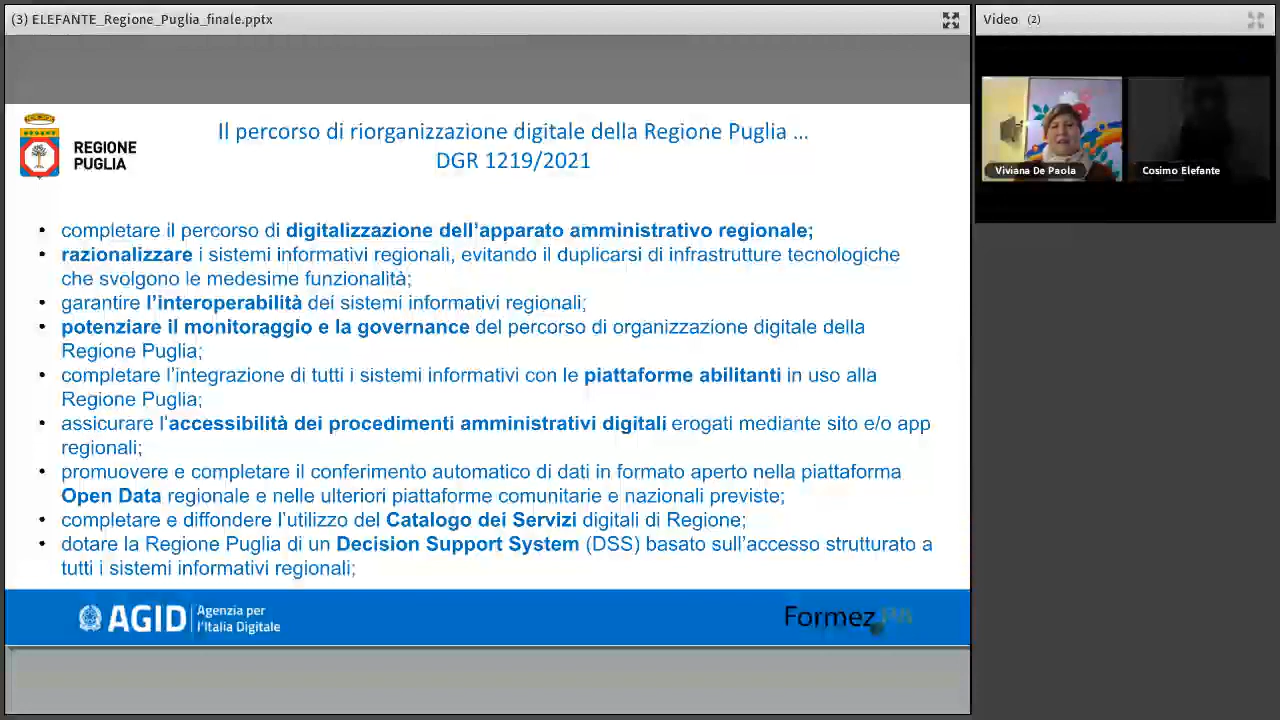 (3) ELEFANTE_Regione_Puglia_finale.pptx
Video (2)
Viviana De Paola
Cosimo Elefante
REGIONE
PUGLIA
Il percorso di riorganizzazione digitale della Regione Puglia ...
DGR 1219/2021
• completare il percorso di digitalizzazione dell'apparato amministrativo regionale;
• razionalizzare i sistemi informativi regionali, evitando il duplicarsi di infrastrutture tecnologiche
che svolgono le medesime funzionalità;
• garantire l'interoperabilità dei sistemi informativi regionali;
• potenziare il monitoraggio e la governance del percorso di organizzazione digitale della
Regione Puglia;
• completare l'integrazione di tutti i sistemi informativi con le piattaforme abilitanti in uso alla
Regione Puglia;
• assicurare l'accessibilità dei procedimenti amministrativi digitali erogati mediante sito e/o app
regionali;
• promuovere e completare il conferimento automatico di dati in formato aperto nella piattaforma
Open Data regionale e nelle ulteriori piattaforme comunitarie e nazionali previste;
• completare e diffondere l'utilizzo del Catalogo dei Servizi digitali di Regione;
• dotare la Regione Puglia di un Decision Support System (DSS) basato sull'accesso strutturato a
tutti i sistemi informativi regionali;
AGID
Agenzia per
l'Italia Digitale
Formez